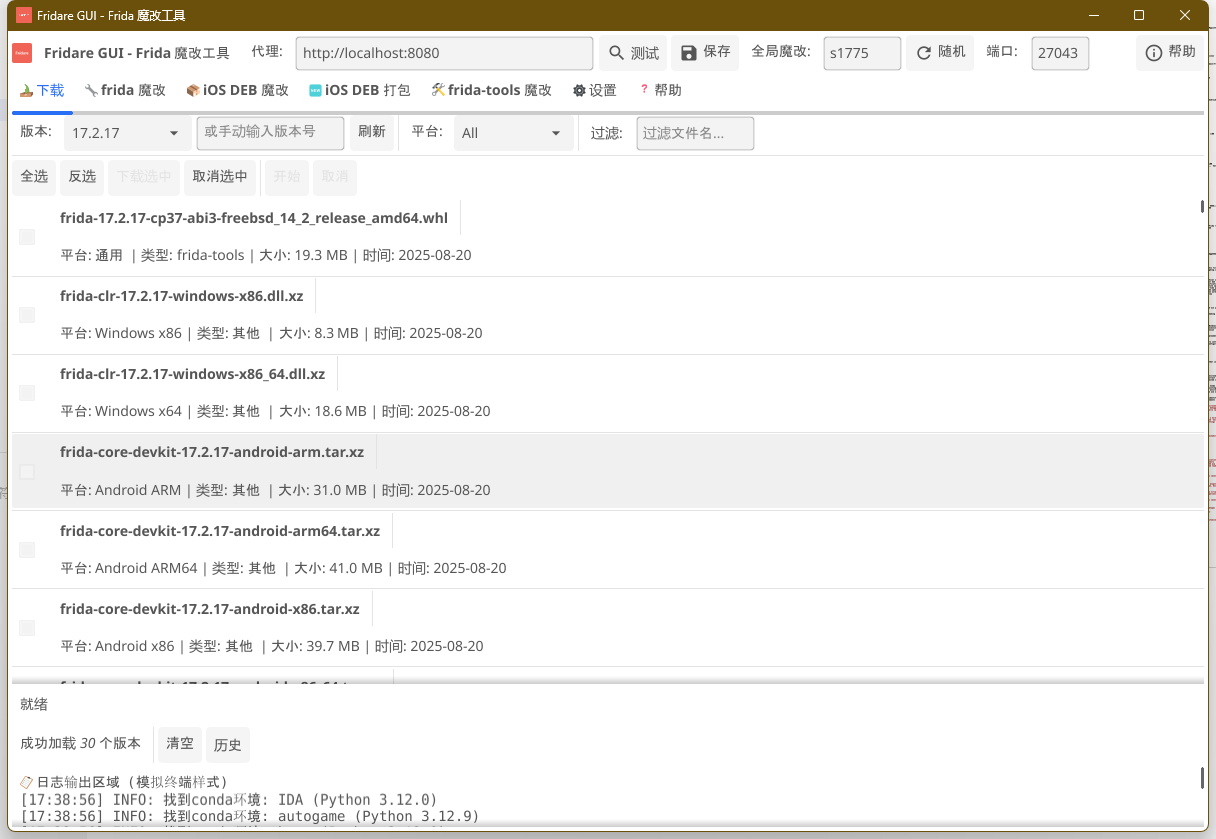 Fridare GUI - Frida 魔改工具
Fridare GUI - Frida 魔改工具 代理: http://localhost:8080 测试 保存 全局魔改: s1775 随机 端口: 27043 帮助
下载 frida 魔改 iOS DEB 魔改 iOS DEB 打包 frida-tools 魔改 设置 ? 帮助
版本: 17.2.17 或手动输入版本号 刷新 平台: All 过滤: 过滤文件名...
全选 反选 下载选中 取消选中 开始 取消
frida-17.2.17-cp37-abi3-freebsd_14_2_release_amd64.whl
平台: 通用 | 类型: frida-tools | 大小: 19.3 MB | 时间: 2025-08-20
frida-clr-17.2.17-windows-x86.dll.xz
平台: Windows x86 | 类型: 其他 | 大小: 8.3 MB | 时间: 2025-08-20
frida-clr-17.2.17-windows-x86_64.dll.xz
平台: Windows x64 | 类型: 其他 | 大小: 18.6 MB | 时间: 2025-08-20
frida-core-devkit-17.2.17-android-arm.tar.xz
平台: Android ARM | 类型: 其他 | 大小: 31.0 MB | 时间: 2025-08-20
frida-core-devkit-17.2.17-android-arm64.tar.xz
平台: Android ARM64 | 类型: 其他 | 大小: 41.0 MB | 时间: 2025-08-20
frida-core-devkit-17.2.17-android-x86.tar.xz
平台: Android x86 | 类型: 其他 | 大小: 39.7 MB | 时间: 2025-08-20
就绪
成功加载 30 个版本 清空 历史
日志输出区域 (模拟终端样式)
[17:38:56] INFO: 找到conda环境: IDA (Python 3.12.0)
[17:38:56] INFO: 找到conda环境: autogame (Python 3.12.9)